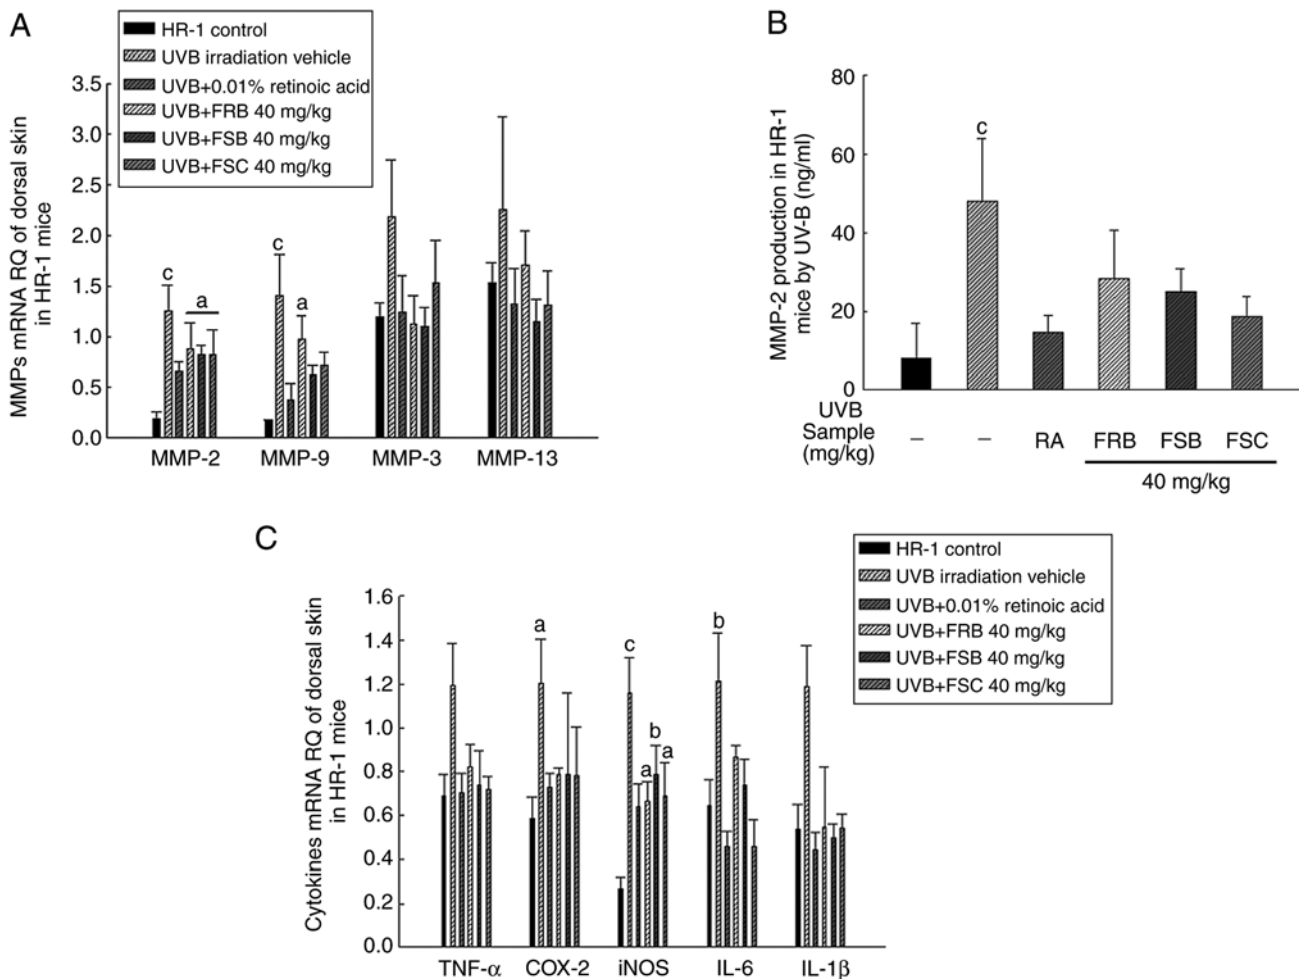 A
HR-1 control
UVB irradiation vehicle
UVB+0.01% retinoic acid
UVB+FRB 40 mg/kg
UVB+FSB 40 mg/kg
UVB+FSC 40 mg/kg
MMPs mRNA RQ of dorsal skin
in HR-1 mice
3.5
3.0
2.5
2.0
1.5
1.0
0.5
0.0
c
a
c
a
MMP-2
MMP-9
MMP-3
MMP-13
B
MMP-2 production in HR-1
mice by UV-B (ng/ml)
80
60
40
20
0
c
UVB
Sample
(mg/kg)
–
–
RA
FRB
FSB
FSC
40 mg/kg
C
HR-1 control
UVB irradiation vehicle
UVB+0.01% retinoic acid
UVB+FRB 40 mg/kg
UVB+FSB 40 mg/kg
UVB+FSC 40 mg/kg
Cytokines mRNA RQ of dorsal skin
in HR-1 mice
1.6
1.4
1.2
1.0
0.8
0.6
0.4
0.2
0.0
a
c
a
b
a
b
TNF-α
COX-2
iNOS
IL-6
IL-1β